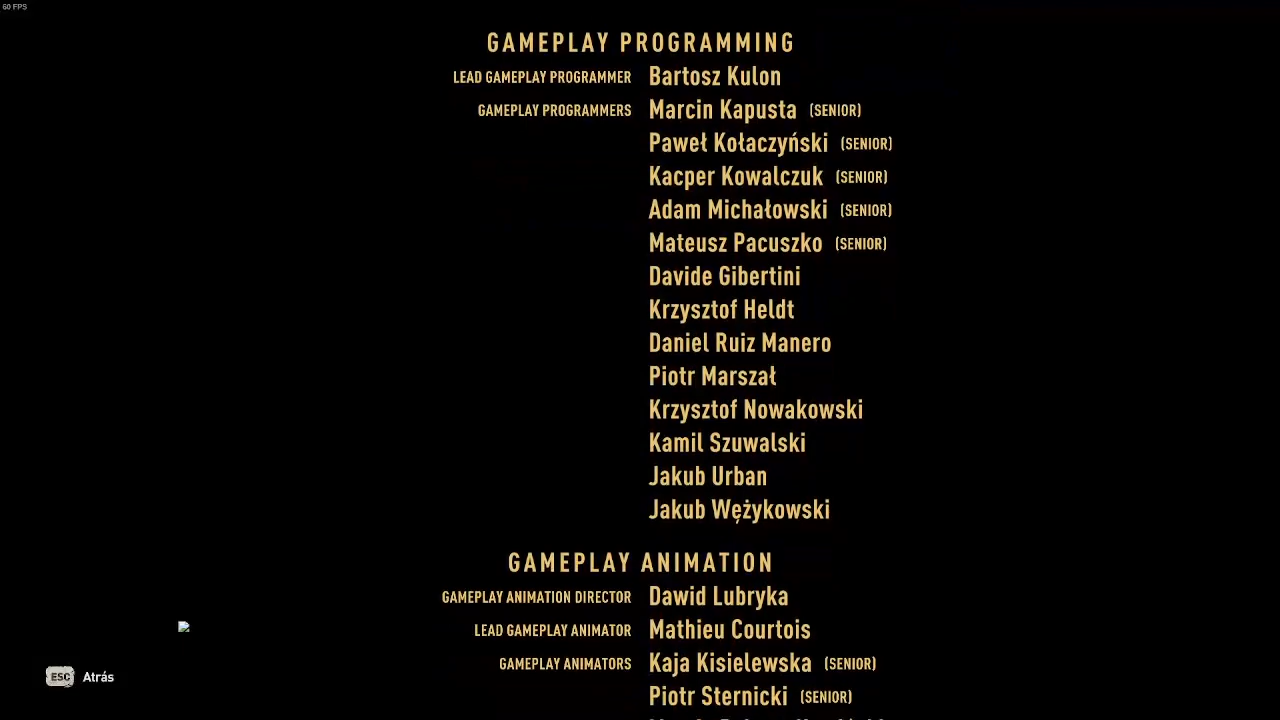 60 FPS
GAMEPLAY PROGRAMMING
LEAD GAMEPLAY PROGRAMMER Bartosz Kulon
GAMEPLAY PROGRAMMERS Marcin Kapusta (SENIOR)
Paweł Kołaczyński (SENIOR)
Kacper Kowalczuk (SENIOR)
Adam Michałowski (SENIOR)
Mateusz Pacuszko (SENIOR)
Davide Gibertini
Krzysztof Heldt
Daniel Ruiz Manero
Piotr Marszał
Krzysztof Nowakowski
Kamil Szuwalski
Jakub Urban
Jakub Wężykowski
GAMEPLAY ANIMATION
GAMEPLAY ANIMATION DIRECTOR Dawid Lubryka
LEAD GAMEPLAY ANIMATOR Mathieu Courtois
GAMEPLAY ANIMATORS Kaja Kisielewska (SENIOR)
ESC Atrás
Piotr Sternicki (SENIOR)